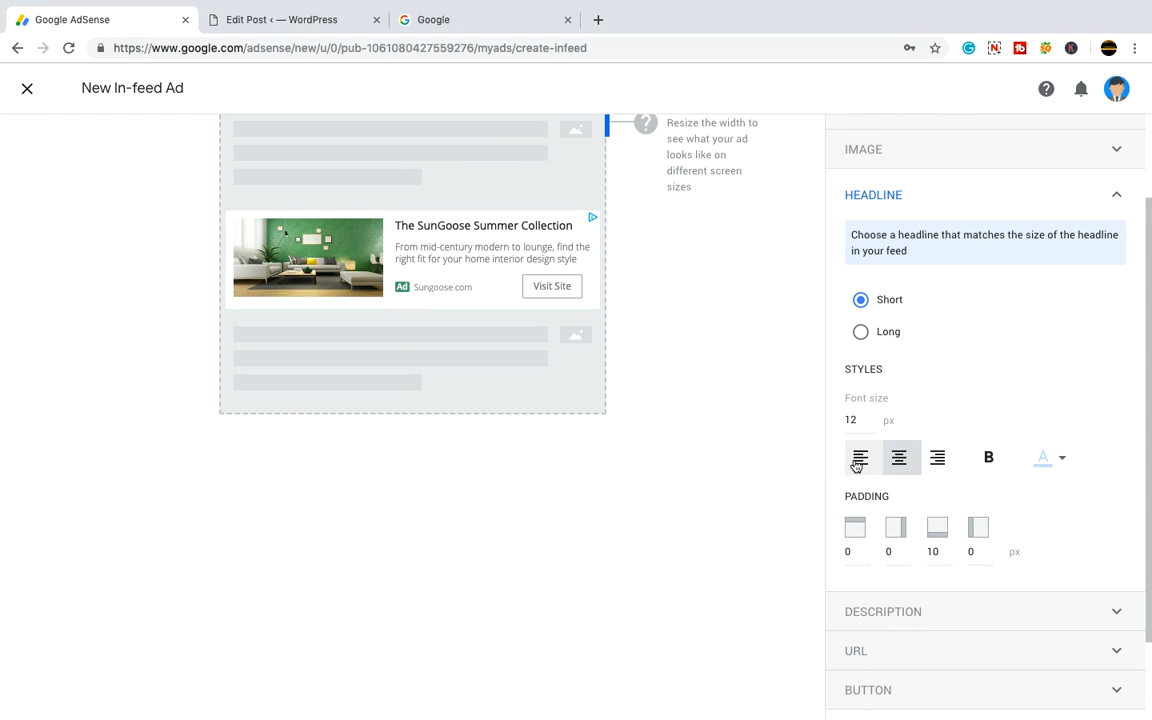 Google AdSense
Edit Post ‹ — WordPress
Google
https://www.google.com/adsense/new/u/0/pub-1061080427559276/myads/create-infeed
New In-feed Ad
Resize the width to
see what your ad
looks like on
different screen
sizes
The SunGoose Summer Collection
From mid-century modern to lounge, find the
right fit for your home interior design style
Ad Sungoose.com
Visit Site
IMAGE
HEADLINE
Choose a headline that matches the size of the headline
in your feed
Short
Long
STYLES
Font size
12 px
B A
PADDING
0 0 10 0 px
DESCRIPTION
URL
BUTTON